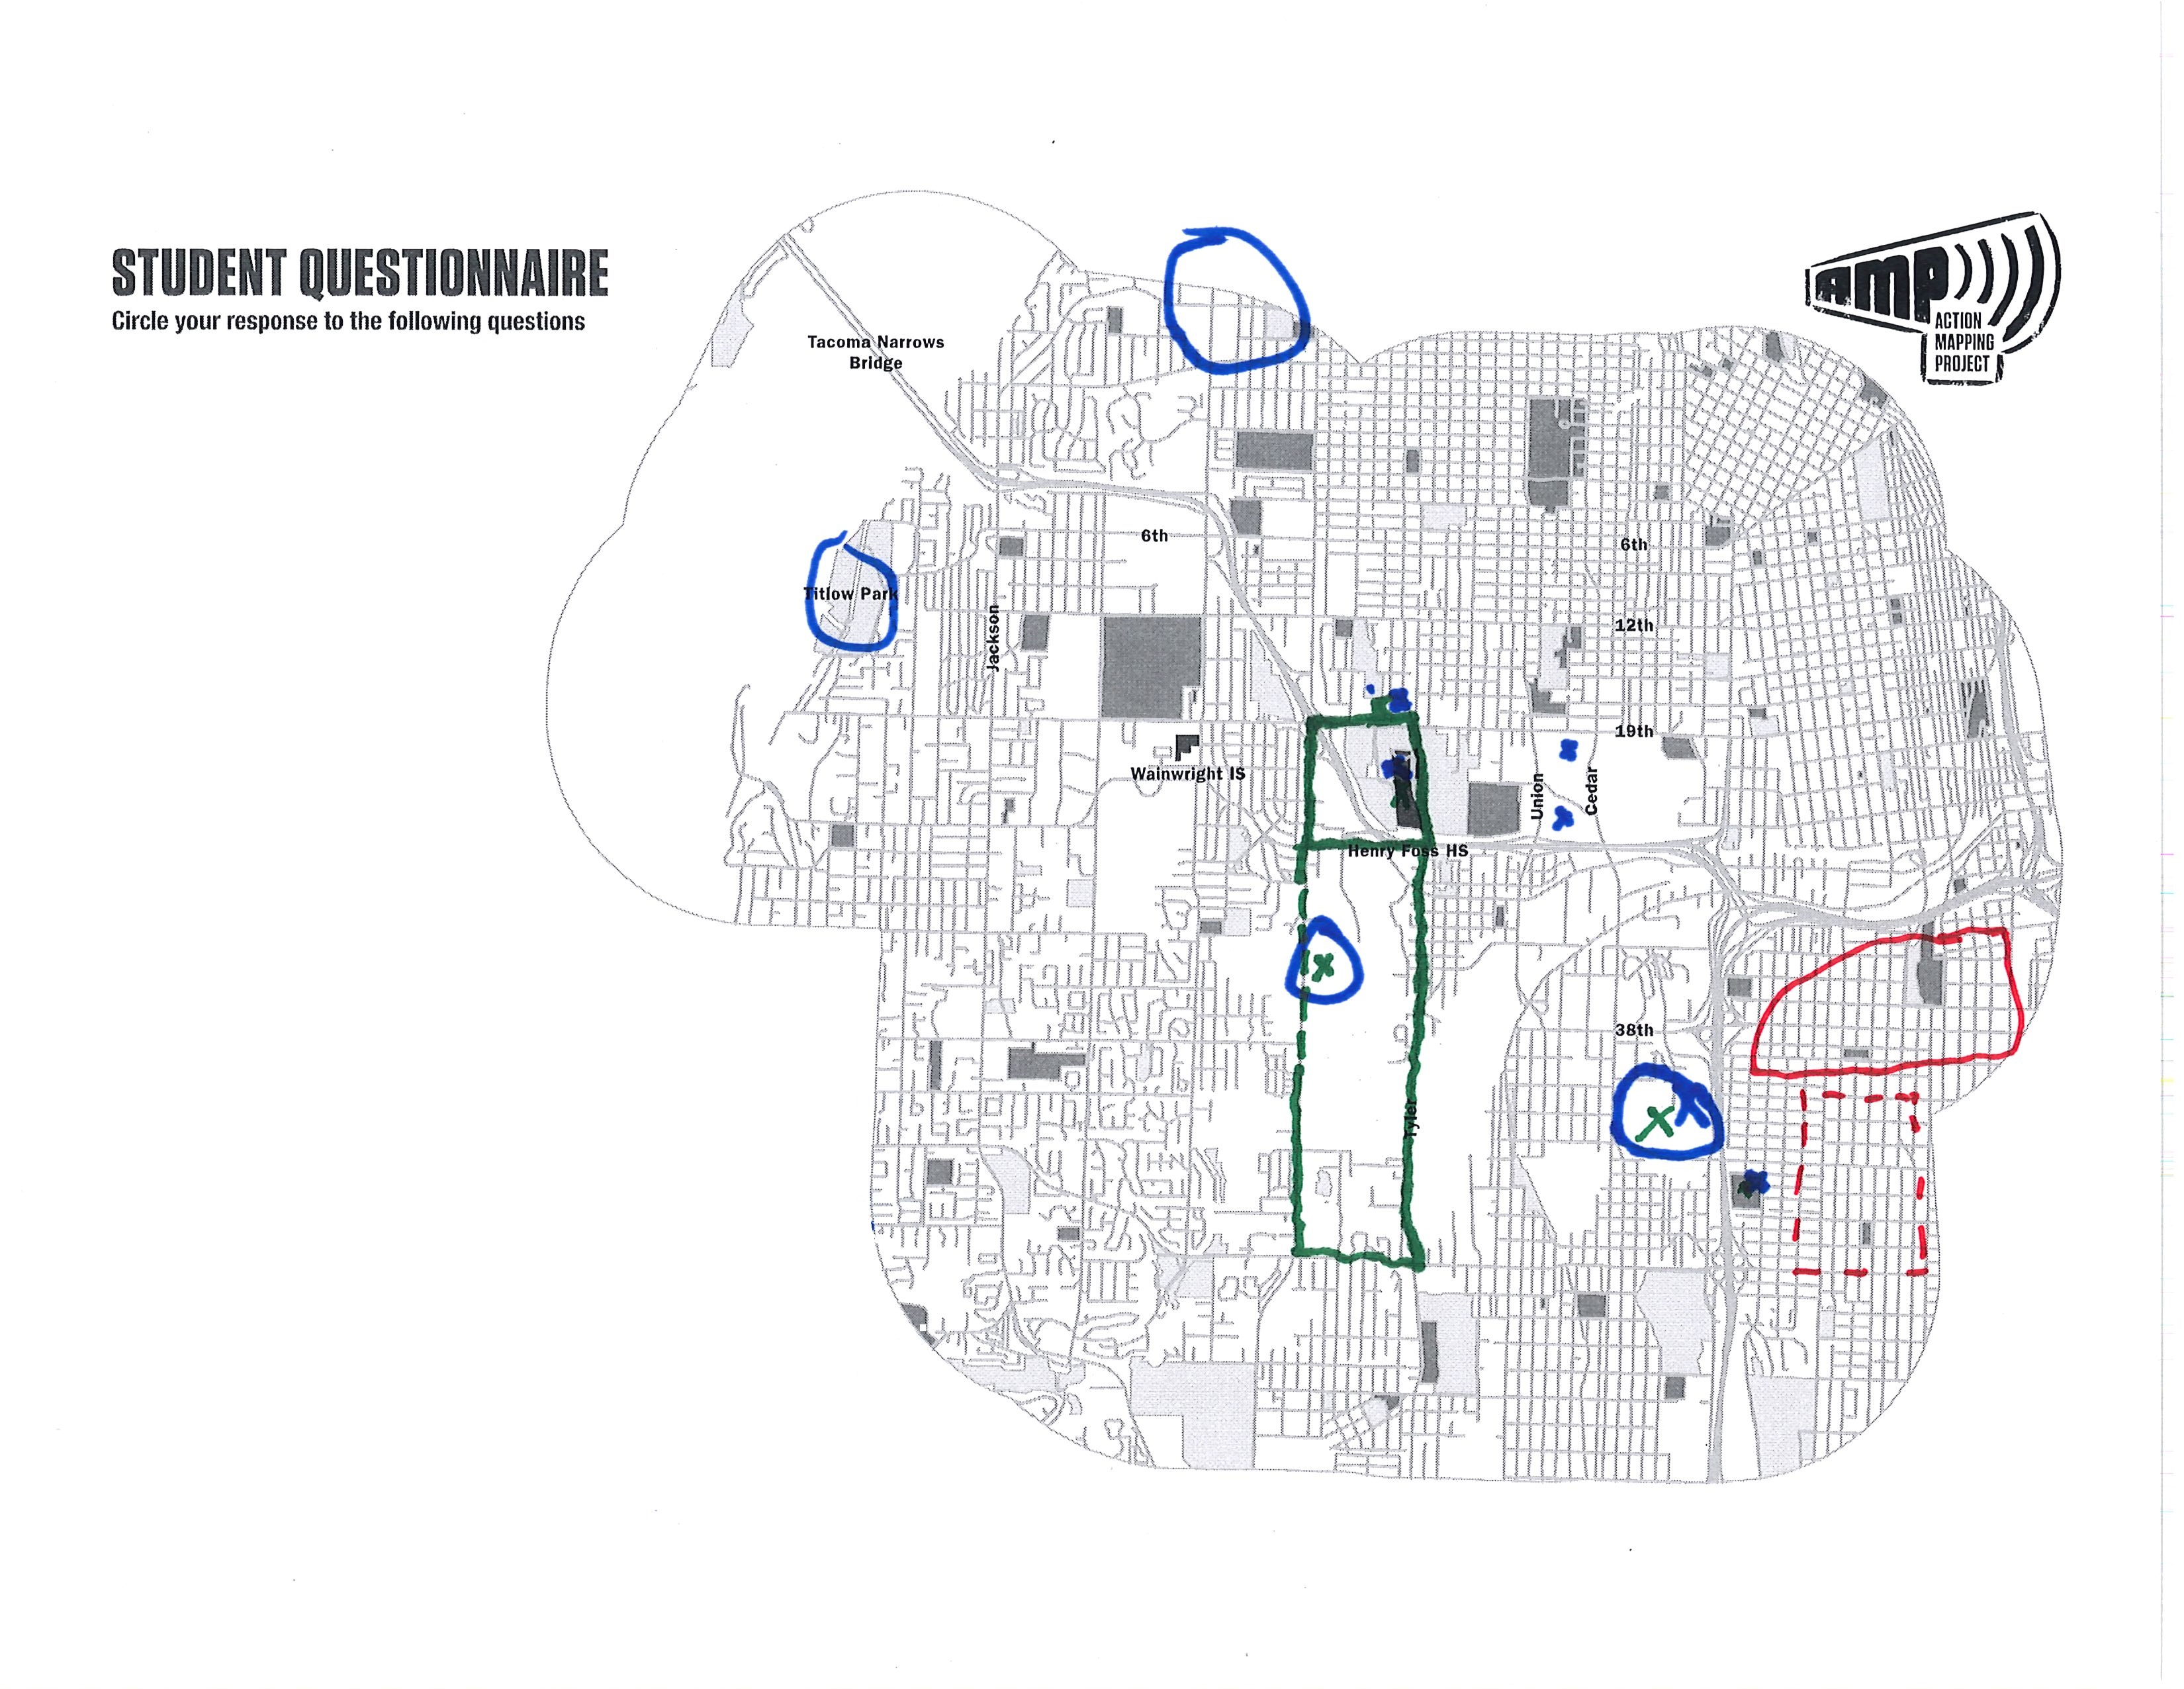 STUDENT QUESTIONNAIRE
Circle your response to the following questions
AMP
ACTION
MAPPING
PROJECT
Tacoma Narrows
Bridge
6th
6th
Titlow Park
Jackson
12th
19th
Wainwright IS
Union
Cedar
Henry Foss HS
38th
Tyler